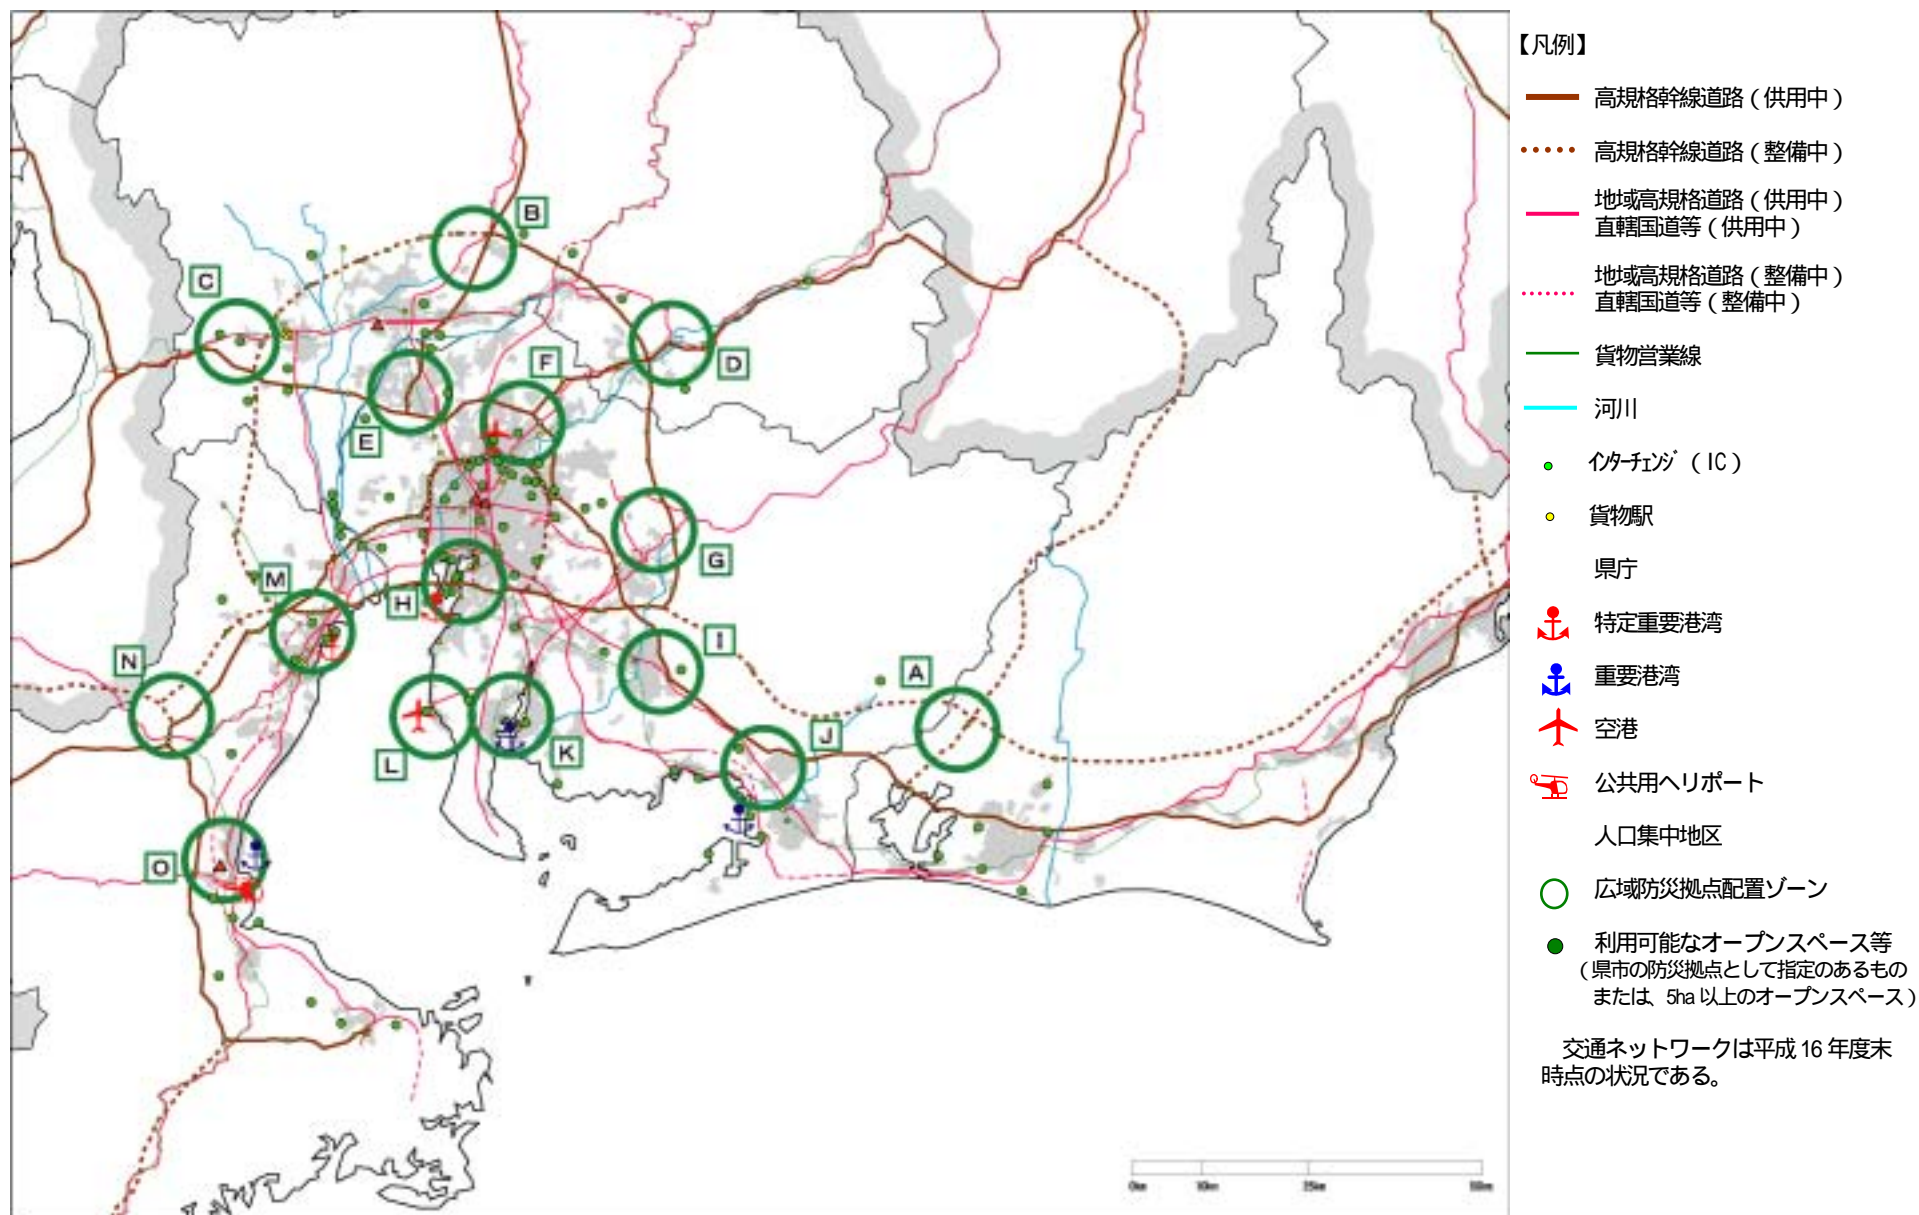 B
C
D
F
E
G
M
H
I
N
A
J
K
L
O
0km
10km
25km
50km
【凡例】
高規格幹線道路（供用中）
高規格幹線道路（整備中）
地域高規格道路（供用中）
直轄国道等（供用中）
地域高規格道路（整備中）
直轄国道等（整備中）
貨物営業線
河川
インターチェンジ（IC）
貨物駅
県庁
特定重要港湾
重要港湾
空港
公共用ヘリポート
人口集中地区
広域防災拠点配置ゾーン
利用可能なオープンスペース等
（県市の防災拠点として指定のあるもの
または、5ha以上のオープンスペース）
交通ネットワークは平成16年度末
時点の状況である。